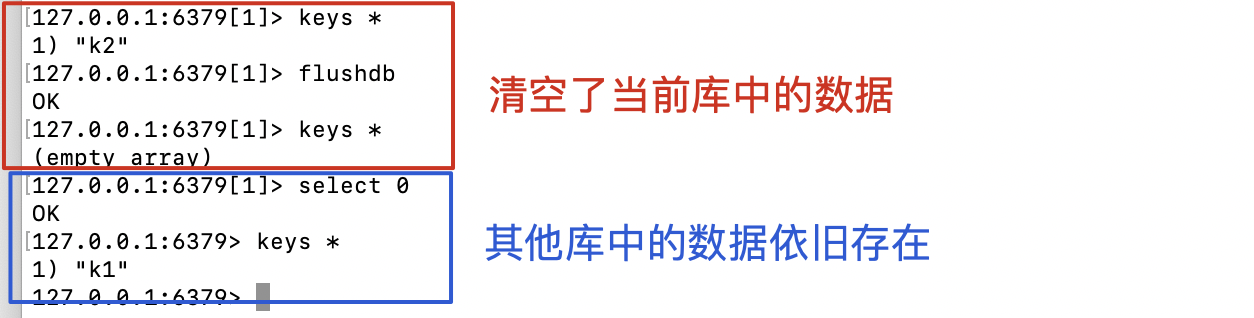 127.0.0.1:6379[1]> keys *
1) "k2"
127.0.0.1:6379[1]> flushdb
OK
127.0.0.1:6379[1]> keys *
(empty array)
清空了当前库中的数据
127.0.0.1:6379[1]> select 0
OK
127.0.0.1:6379> keys *
1) "k1"
127.0.0.1:6379>
其他库中的数据依旧存在